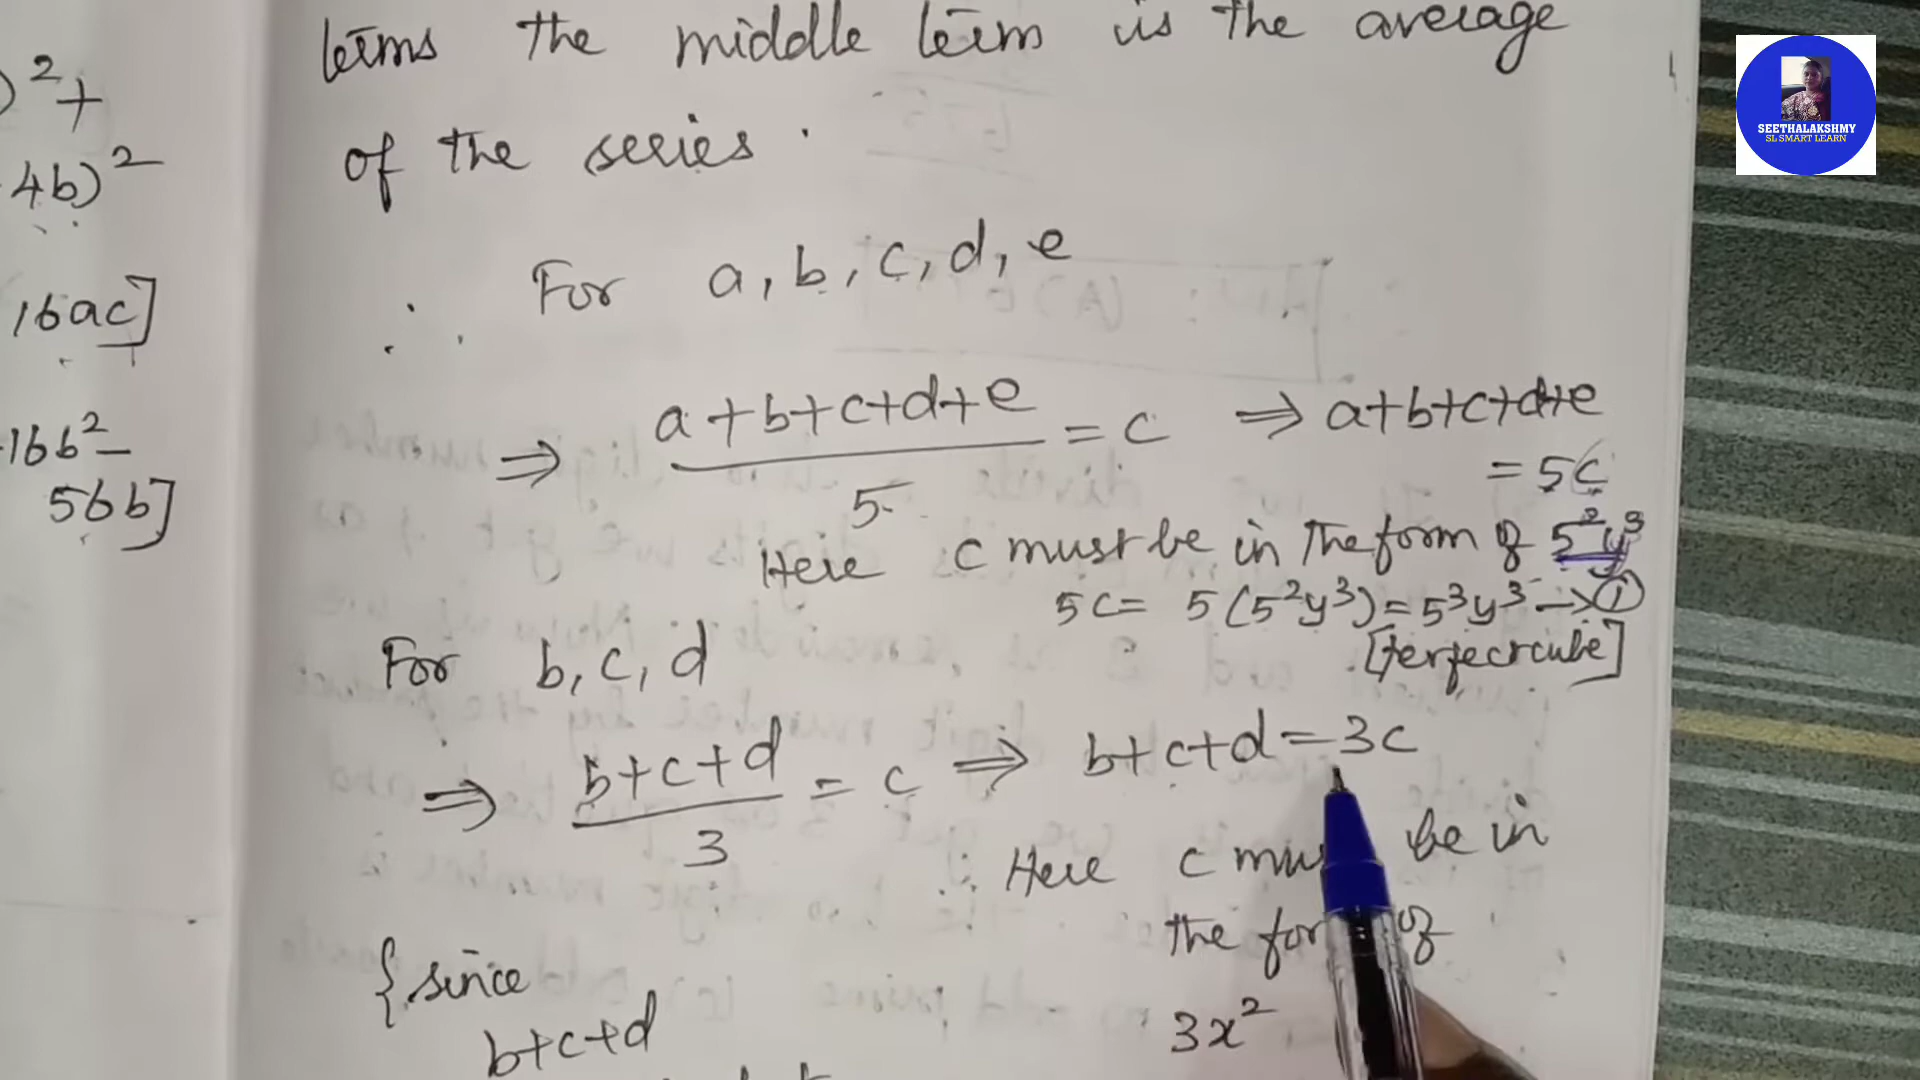 )² +
4b)²
16ac]
16b² –
56b]
terms the middle term is the average
of the series.
∴ For a, b, c, d, e
⇒ a+b+c+d+e / 5 = c ⇒ a+b+c+d+e
= 5c
Here c must be in the form of 5²y³
5c = 5(5²y³) = 5³y³ → ①
[perfect cube]
For b, c, d
⇒ b+c+d / 3 = c ⇒ b+c+d = 3c
Here c must be in
the form of
3x²
{since
b+c+d
SEETHALAKSHMY
SL SMART LEARN